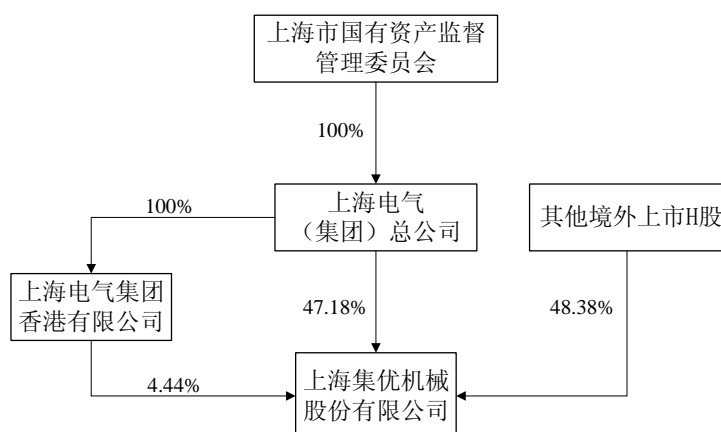 上海市国有资产监督
管理委员会
100%
100%
上海电气
（集团）总公司
其他境外上市H股
上海电气集团
香港有限公司
47.18%
48.38%
4.44%
上海集优机械
股份有限公司